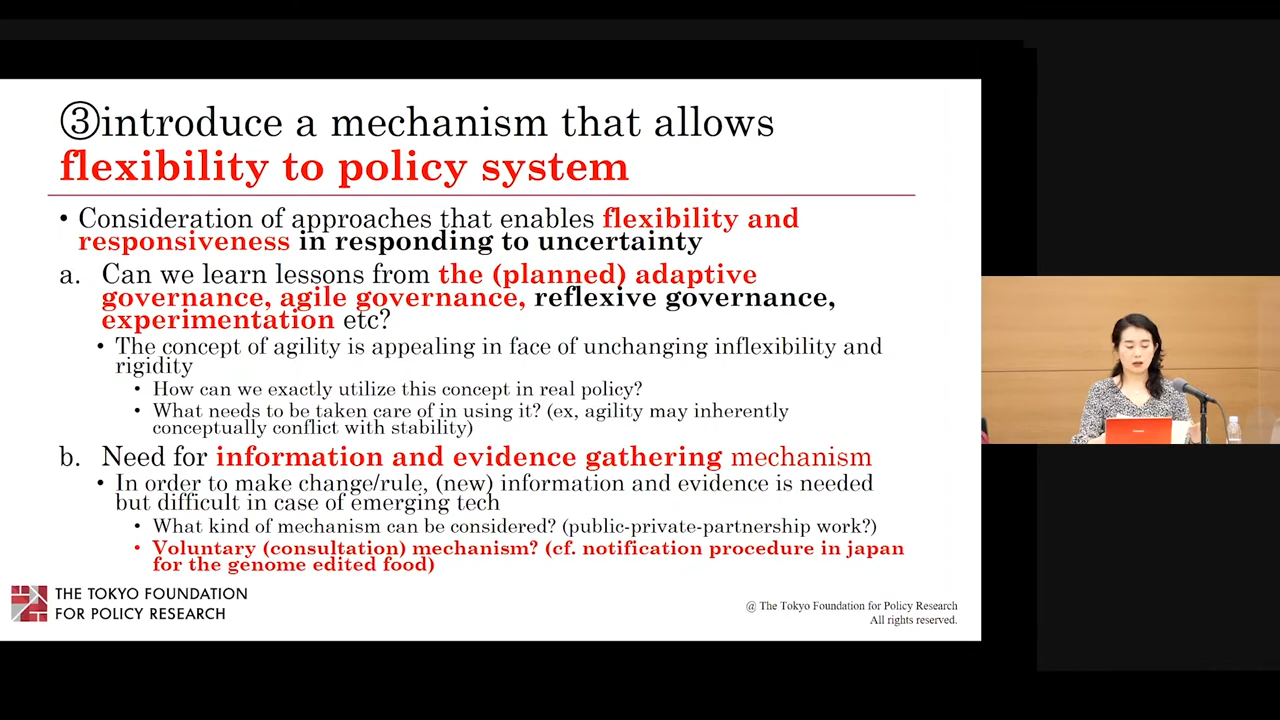 ③introduce a mechanism that allows
flexibility to policy system
• Consideration of approaches that enables flexibility and
responsiveness in responding to uncertainty
a. Can we learn lessons from the (planned) adaptive
governance, agile governance, reflexive governance,
experimentation etc?
• The concept of agility is appealing in face of unchanging inflexibility and
rigidity
• How can we exactly utilize this concept in real policy?
• What needs to be taken care of in using it? (ex, agility may inherently
conceptually conflict with stability)
b. Need for information and evidence gathering mechanism
• In order to make change/rule, (new) information and evidence is needed
but difficult in case of emerging tech
• What kind of mechanism can be considered? (public-private-partnership work?)
• Voluntary (consultation) mechanism? (cf. notification procedure in japan
for the genome edited food)
THE TOKYO FOUNDATION
FOR POLICY RESEARCH
@ The Tokyo Foundation for Policy Research
All rights reserved.